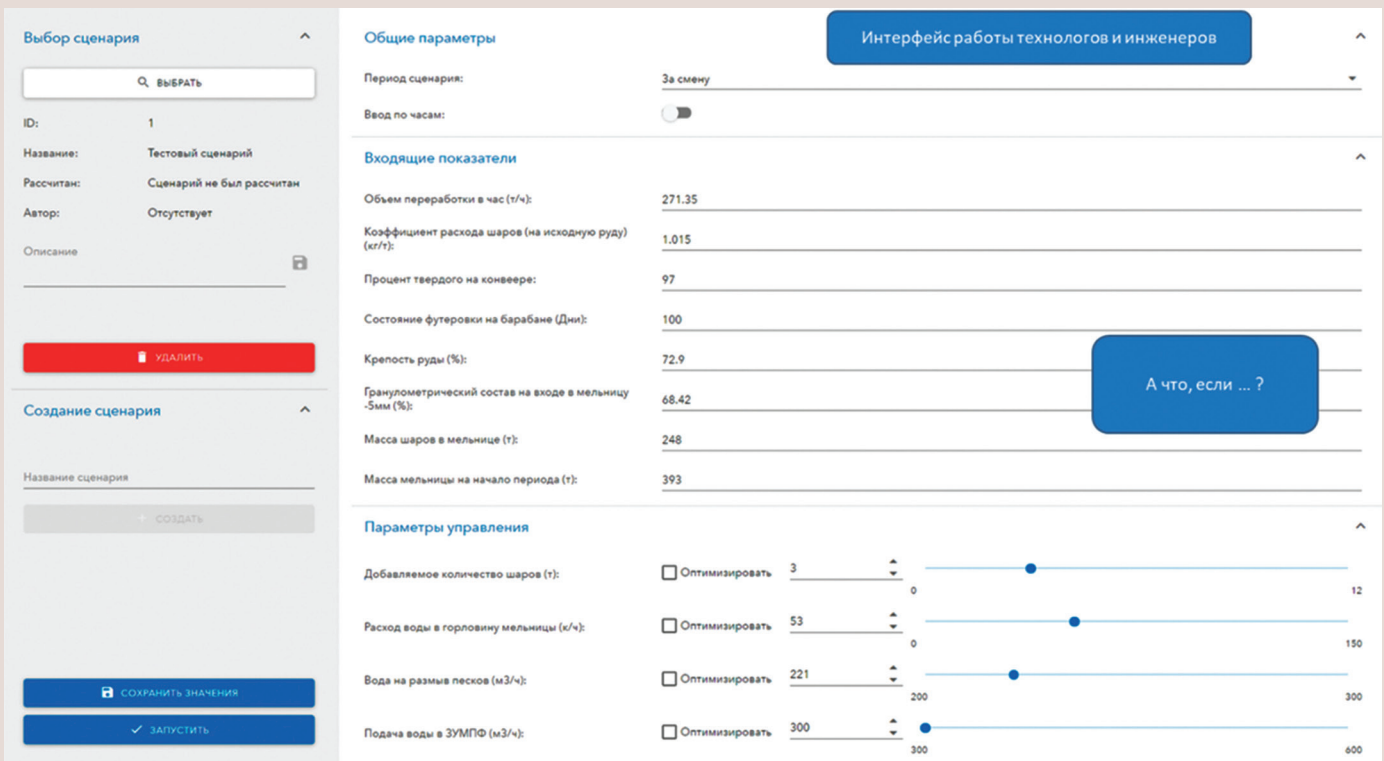 Выбор сценария
ВЫБРАТЬ
ID: 1
Название: Тестовый сценарий
Рассчитан: Сценарий не был рассчитан
Автор: Отсутствует
Описание
УДАЛИТЬ
Создание сценария
Название сценария
+ СОЗДАТЬ
СОХРАНИТЬ ЗНАЧЕНИЯ
ЗАПУСТИТЬ
Общие параметры
Интерфейс работы технологов и инженеров
Период сценария: За смену
Ввод по часам:
Входящие показатели
Объем переработки в час (т/ч): 271.35
Коэффициент расхода шаров (на исходную руду)
(кг/т): 1.015
Процент твердого на конвеере: 97
Состояние футеровки на барабане (Дни): 100
Крепость руды (%): 72.9
А что, если ... ?
Гранулометрический состав на входе в мельницу
-5мм (%): 68.42
Масса шаров в мельнице (т): 248
Масса мельницы на начало периода (т): 393
Параметры управления
Добавляемое количество шаров (т): Оптимизировать 3
0 12
Расход воды в горловину мельницы (к/ч): Оптимизировать 53
0 150
Вода на размыв песков (м3/ч): Оптимизировать 221
200 300
Подача воды в ЗУМПФ (м3/ч): Оптимизировать 300
300 600